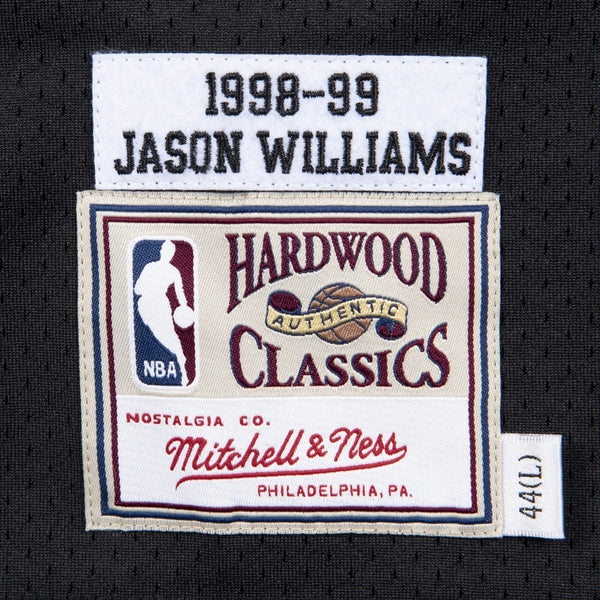 1998-99
JASON WILLIAMS
NBA
HARDWOOD
AUTHENTIC
CLASSICS
NOSTALGIA CO.
Mitchell & Ness
PHILADELPHIA, PA.
44(L)